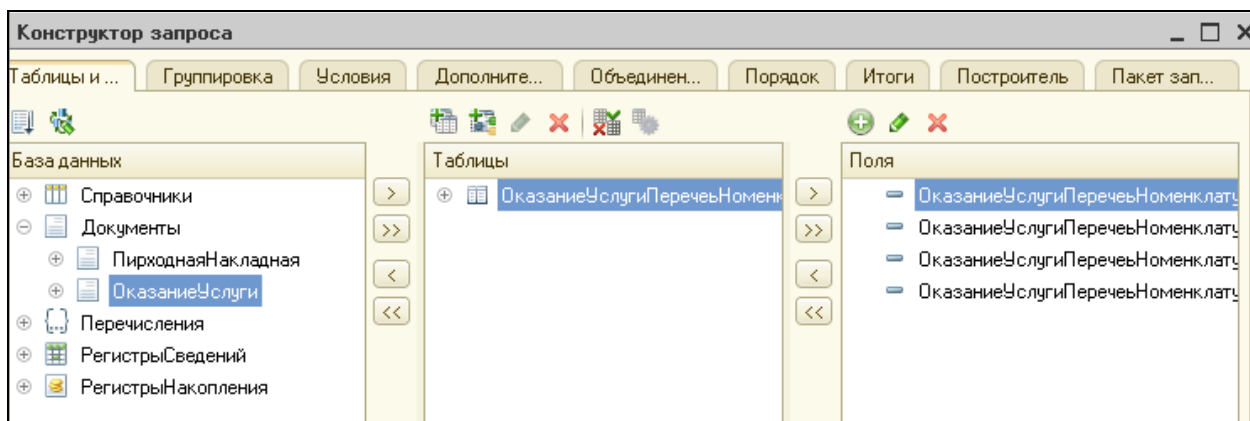 Конструктор запроса
Таблицы и ... Группировка Условия Дополните... Объединен... Порядок Итоги Построитель Пакет зап...
База данных Таблицы Поля
Справочники ОказаниеУслугиПеречеьНоменк ОказаниеУслугиПеречеьНоменклату
Документы ОказаниеУслугиПеречеьНоменклату
ПирходнаяНакладная ОказаниеУслугиПеречеьНоменклату
ОказаниеУслуги ОказаниеУслугиПеречеьНоменклату
Перечисления
РегистрыСведений
РегистрыНакопления